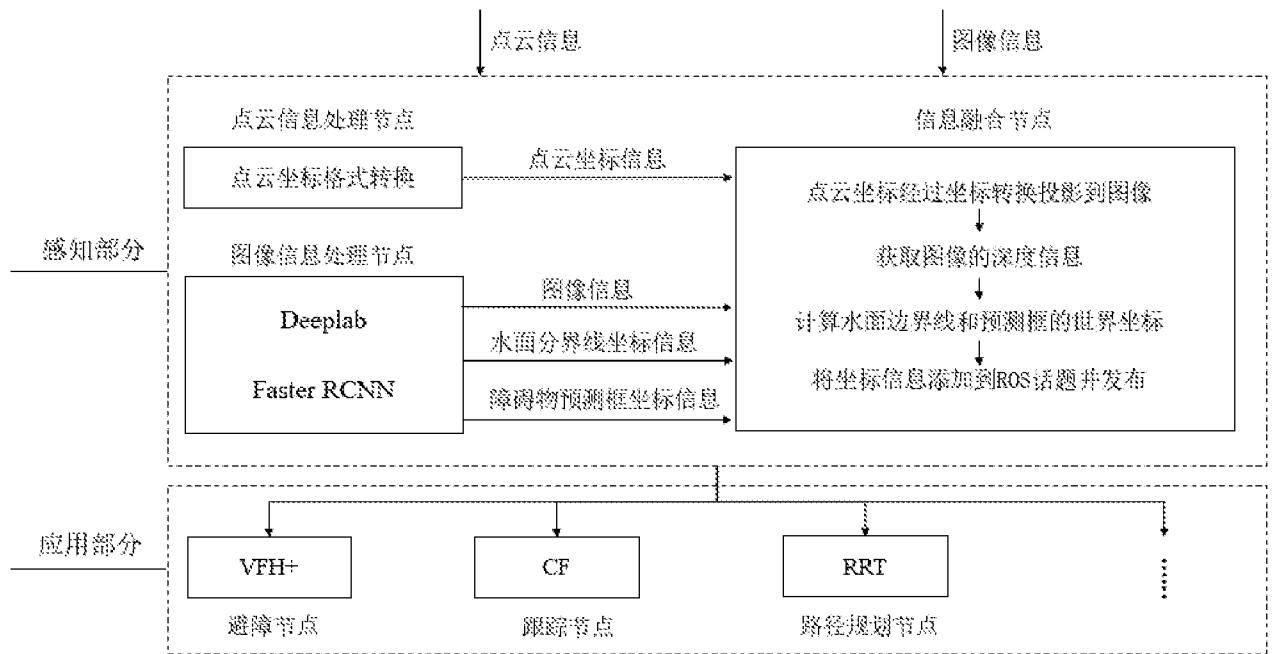 点云信息
图像信息
点云信息处理节点
信息融合节点
点云坐标格式转换
点云坐标信息
点云坐标经过坐标转换投影到图像
感知部分
图像信息处理节点
获取图像的深度信息
图像信息
Deeplab
计算水面边界线和预测框的世界坐标
水面分界线坐标信息
Faster RCNN
将坐标信息添加到ROS话题并发布
障碍物预测框坐标信息
应用部分
VFH+
CF
RRT
避障节点
跟踪节点
路径规划节点